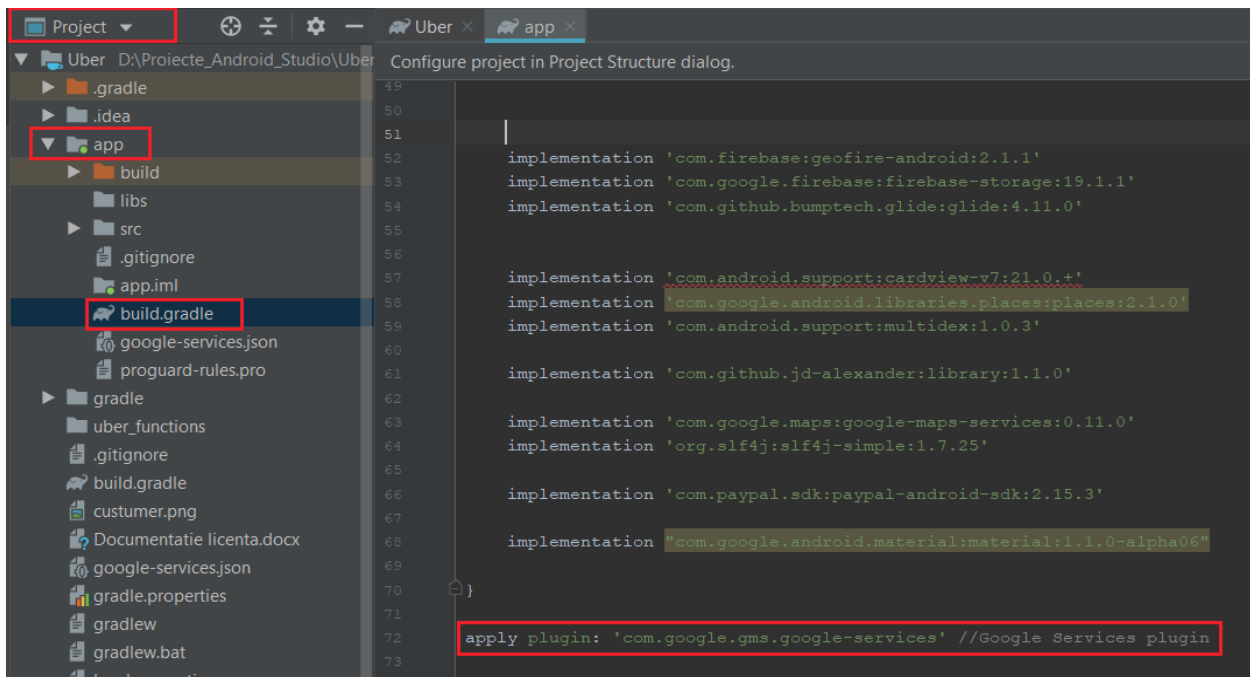 Project
Uber D:\Proiecte_Android_Studio\Uber
.gradle
.idea
app
build
libs
src
.gitignore
app.iml
build.gradle
google-services.json
proguard-rules.pro
gradle
uber_functions
.gitignore
build.gradle
custumer.png
Documentatie licenta.docx
google-services.json
gradle.properties
gradlew
gradlew.bat
Uber
app
Configure project in Project Structure dialog.
49
50
51
52 implementation 'com.firebase:geofire-android:2.1.1'
53 implementation 'com.google.firebase:firebase-storage:19.1.1'
54 implementation 'com.github.bumptech.glide:glide:4.11.0'
55
56
57 implementation 'com.android.support:cardview-v7:21.0.+'
58 implementation 'com.google.android.libraries.places:places:2.1.0'
59 implementation 'com.android.support:multidex:1.0.3'
60
61 implementation 'com.github.jd-alexander:library:1.1.0'
62
63 implementation 'com.google.maps:google-maps-services:0.11.0'
64 implementation 'org.slf4j:slf4j-simple:1.7.25'
65
66 implementation 'com.paypal.sdk:paypal-android-sdk:2.15.3'
67
68 implementation "com.google.android.material:material:1.1.0-alpha06"
69
70 }
71
72 apply plugin: 'com.google.gms.google-services' //Google Services plugin
73